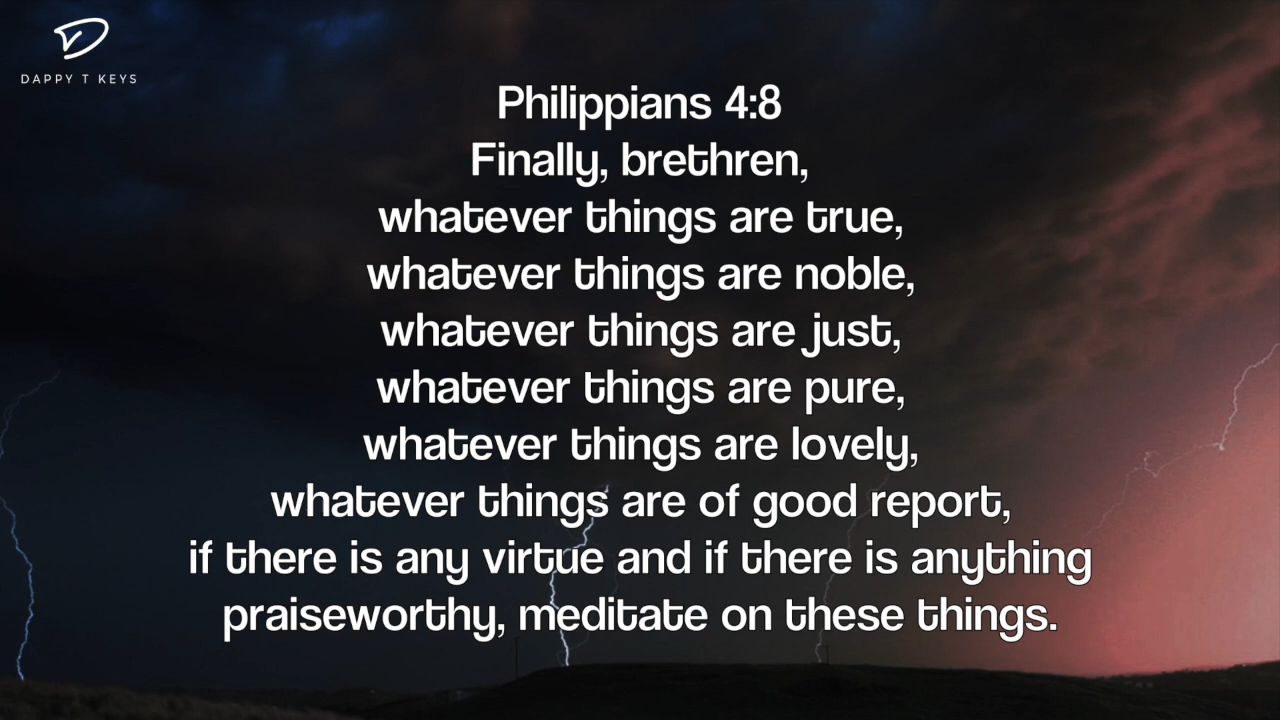 DAPPY T KEYS
Philippians 4:8
Finally, brethren,
whatever things are true,
whatever things are noble,
whatever things are just,
whatever things are pure,
whatever things are lovely,
whatever things are of good report,
if there is any virtue and if there is anything
praiseworthy, meditate on these things.